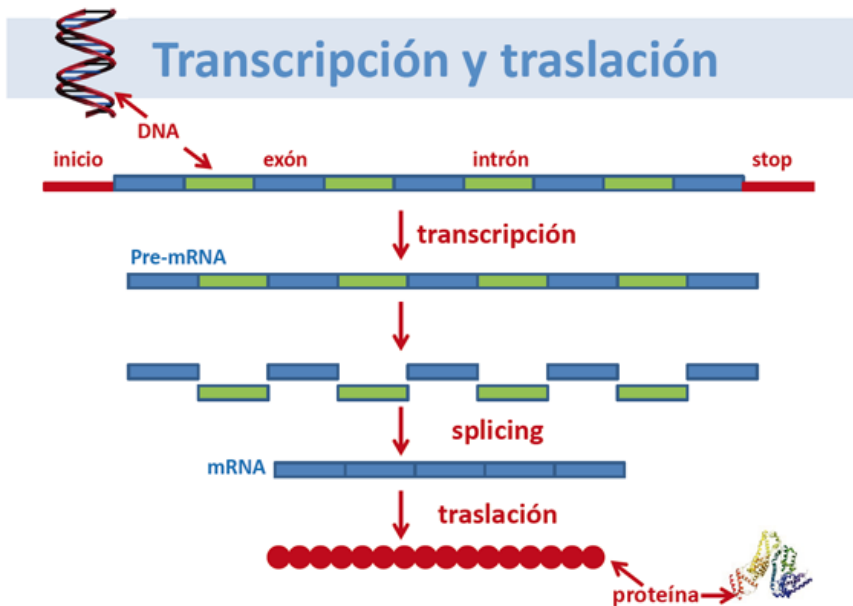 Transcripción y traslación
DNA
inicio
exón
intrón
stop
transcripción
Pre-mRNA
splicing
mRNA
traslación
proteína